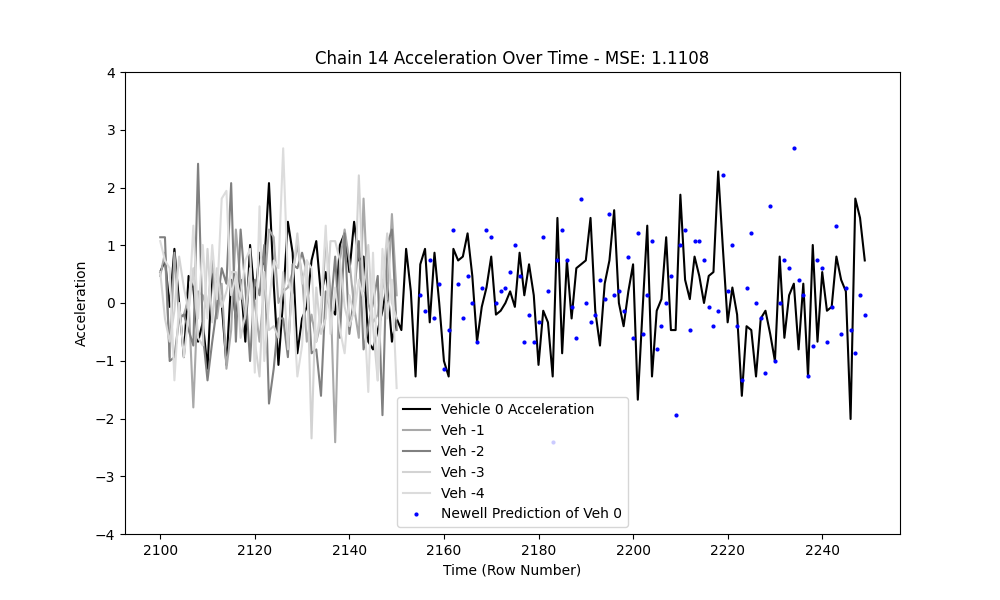 Chain 14 Acceleration Over Time - MSE: 1.1108
4
3
2
1
0
−1
−2
−3
−4
Acceleration
Vehicle 0 Acceleration
Veh -1
Veh -2
Veh -3
Veh -4
Newell Prediction of Veh 0
2100 2120 2140 2160 2180 2200 2220 2240
Time (Row Number)